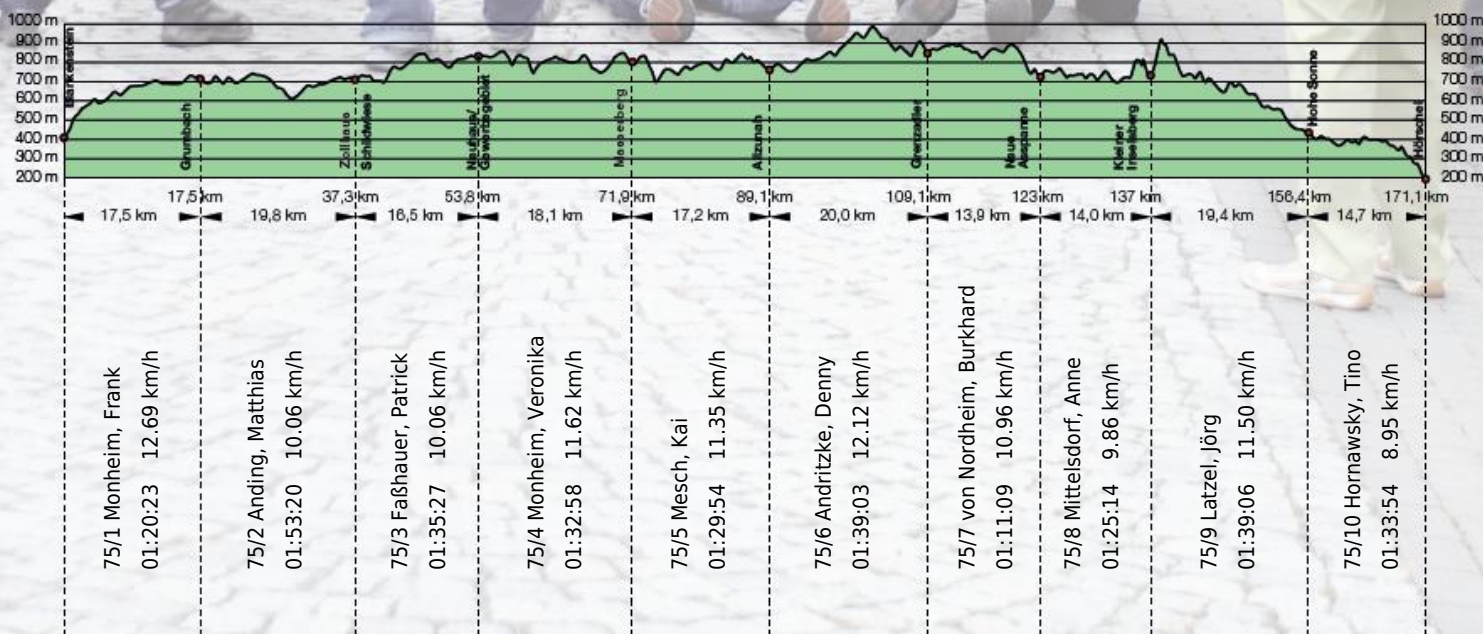 1000 m
900 m
800 m
700 m
600 m
500 m
400 m
300 m
200 m
1000 m
900 m
800 m
700 m
600 m
500 m
400 m
300 m
200 m
Blankenstein
Grumbach
Zollhaus
Schildwiese
Neuhaus/
Masserberg
Allzunah
Grenzadler
Neue
Ausspanne
Kleiner
Inselsberg
Hohe Sonne
Hörschel
17,5 km
37,3 km
53,8 km
71,9 km
89,1 km
109,1 km
123 km
137 km
156,4 km
171,1 km
17,5 km
19,8 km
16,5 km
18,1 km
17,2 km
20,0 km
13,9 km
14,0 km
19,4 km
14,7 km
75/1 Monheim, Frank
01:20:23 12.69 km/h
75/2 Anding, Matthias
01:53:20 10.06 km/h
75/3 Faßhauer, Patrick
01:35:27 10.06 km/h
75/4 Monheim, Veronika
01:32:58 11.62 km/h
75/5 Mesch, Kai
01:29:54 11.35 km/h
75/6 Andritzke, Denny
01:39:03 12.12 km/h
75/7 von Nordheim, Burkhard
01:11:09 10.96 km/h
75/8 Mittelsdorf, Anne
01:25:14 9.86 km/h
75/9 Latzel, Jörg
01:39:06 11.50 km/h
75/10 Hornawsky, Tino
01:33:54 8.95 km/h